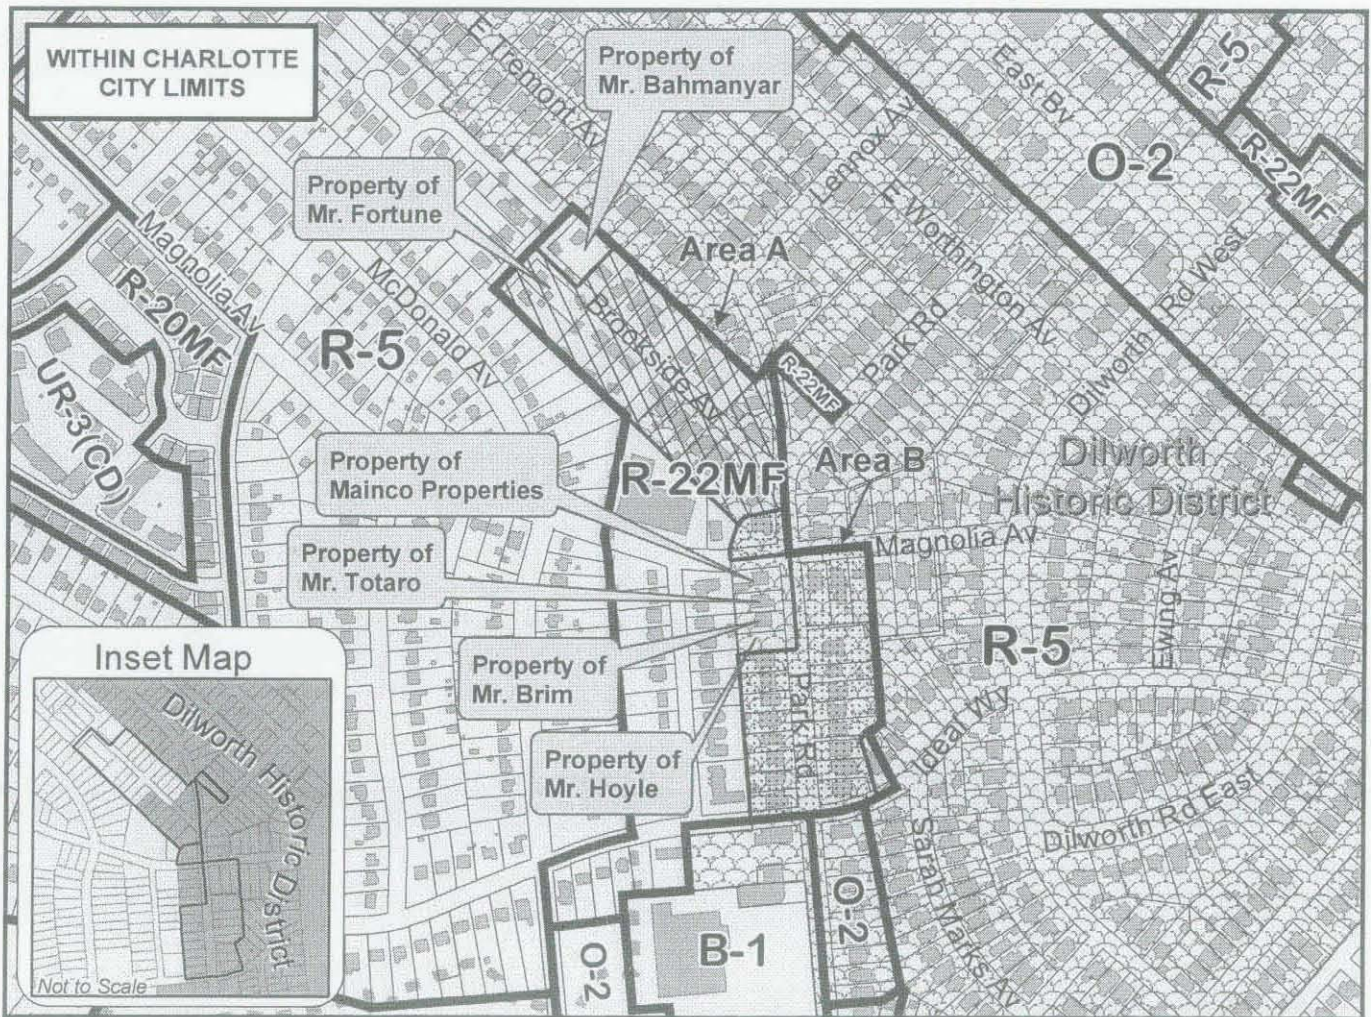 WITHIN CHARLOTTE
CITY LIMITS
Property of
Mr. Bahmanyar
E Tremont Av
East Bv
R-5
O-2
R-22MF
Lennox Av
E Worthington Av
Property of
Mr. Fortune
Magnolia Av
McDonald Av
Area A
Dilworth Rd West
R-20MF
R-5
Brookside Av
Park Rd
R-22MF
UR-3(CD)
Property of
Mainco Properties
R-22MF
Area B
Dilworth
Historic District
Magnolia Av
Property of
Mr. Totaro
Ewing Av
R-5
Inset Map
Property of
Mr. Brim
Park Rd
Ideal Wy
Dilworth Historic District
Property of
Mr. Hoyle
Dilworth Rd East
Sarah Marks Av
O-2
B-1
O-2
Not to Scale